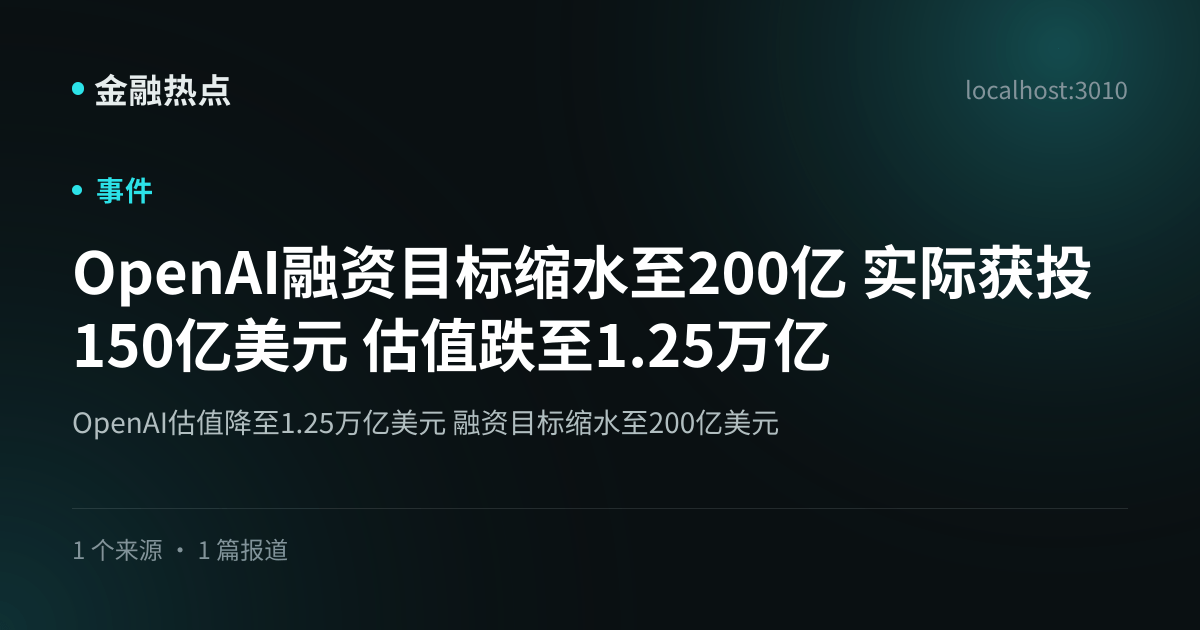 金融热点
localhost:3010
事件
OpenAI融资目标缩水至200亿 实际获投
150亿美元 估值跌至1.25万亿
OpenAI估值降至1.25万亿美元 融资目标缩水至200亿美元
1 个来源 · 1 篇报道